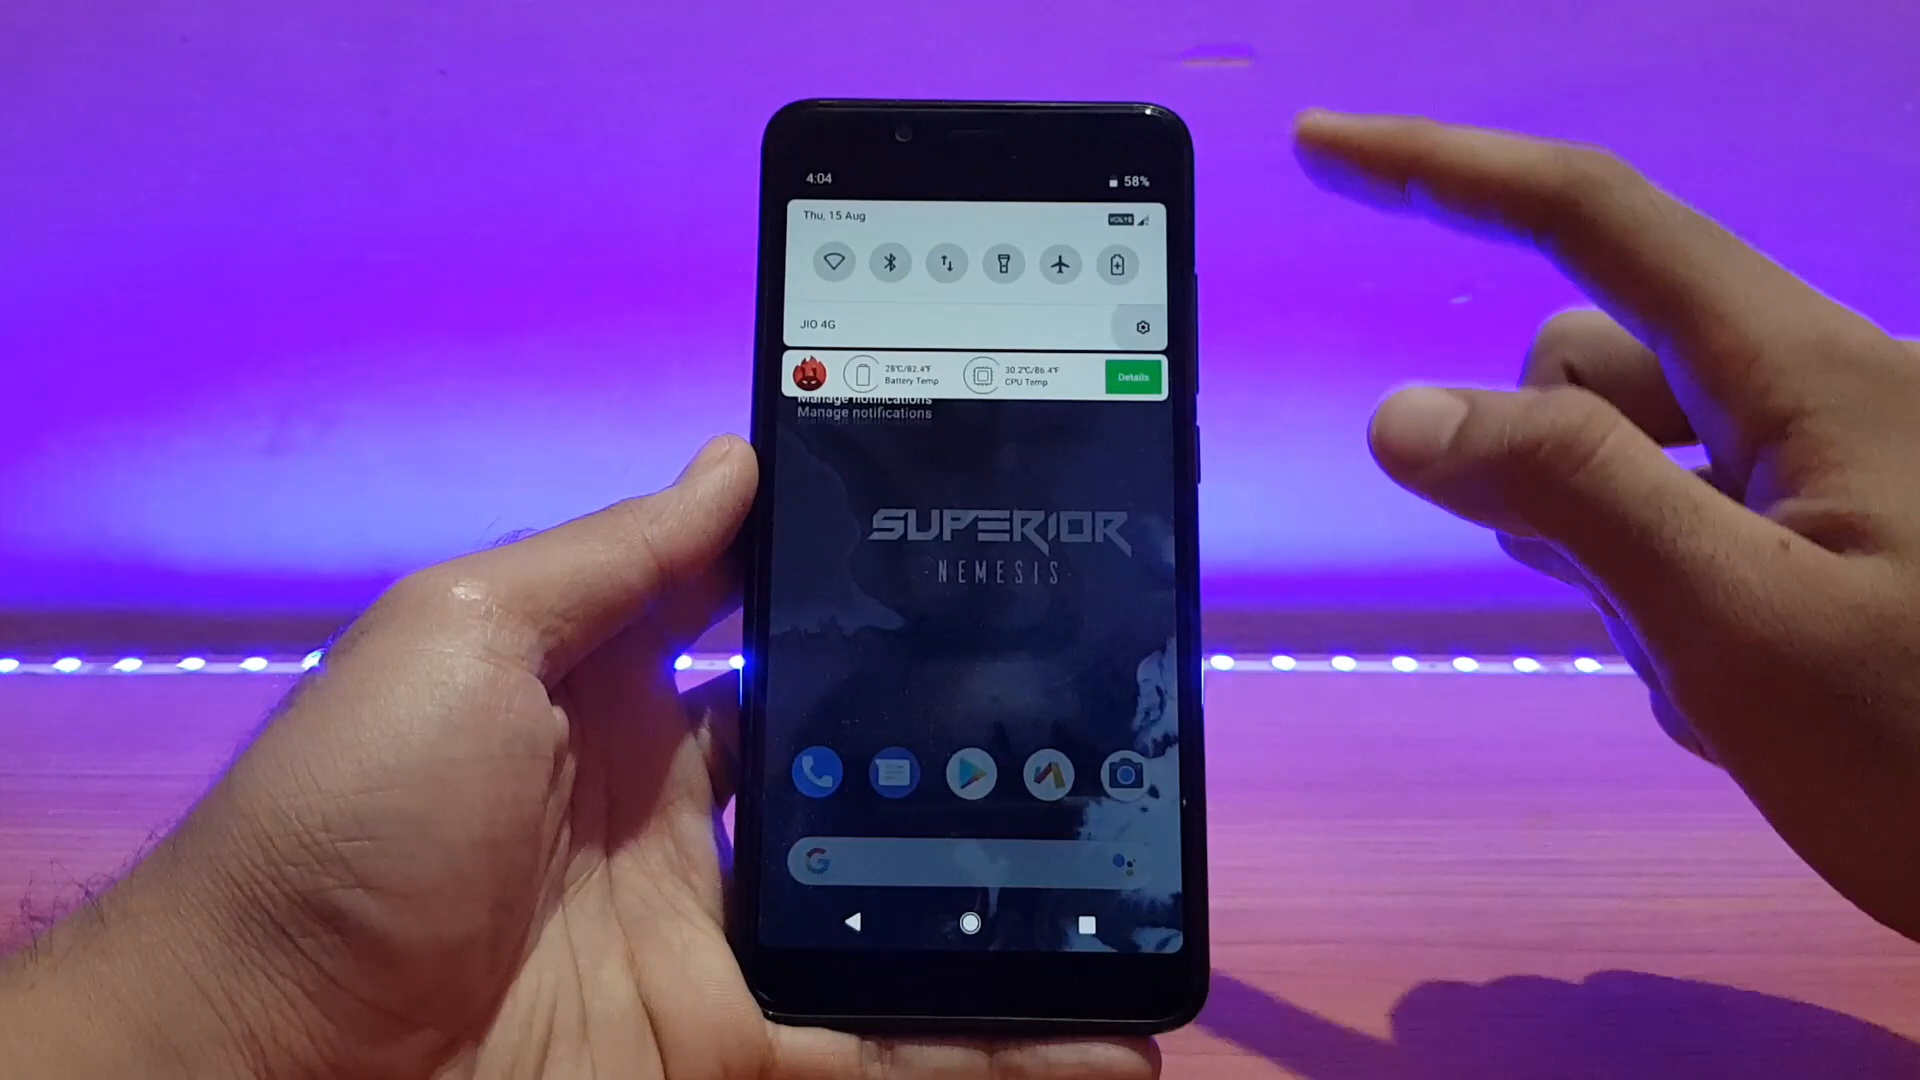 4:04
58%
Thu, 15 Aug
VOLTE
JIO 4G
28°C/82.4°F
Battery Temp
30.2°C/86.4°F
CPU Temp
Details
Manage notifications
Manage notifications
SUPERIOR
-NEMESIS-
G